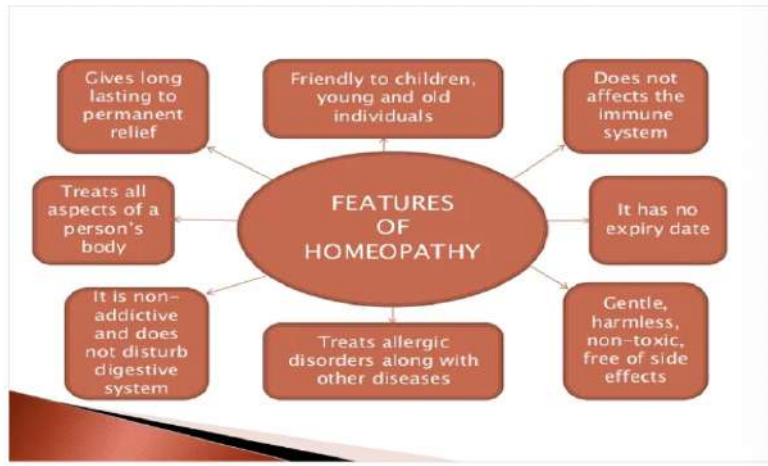 Gives long
lasting to
permanent
relief
Friendly to children,
young and old
individuals
Does not
affects the
immune
system
Treats all
aspects of a
person's
body
FEATURES
OF
HOMEOPATHY
It has no
expiry date
It is non-
addictive
and does
not disturb
digestive
system
Treats allergic
disorders along with
other diseases
Gentle,
harmless,
non-toxic,
free of side
effects